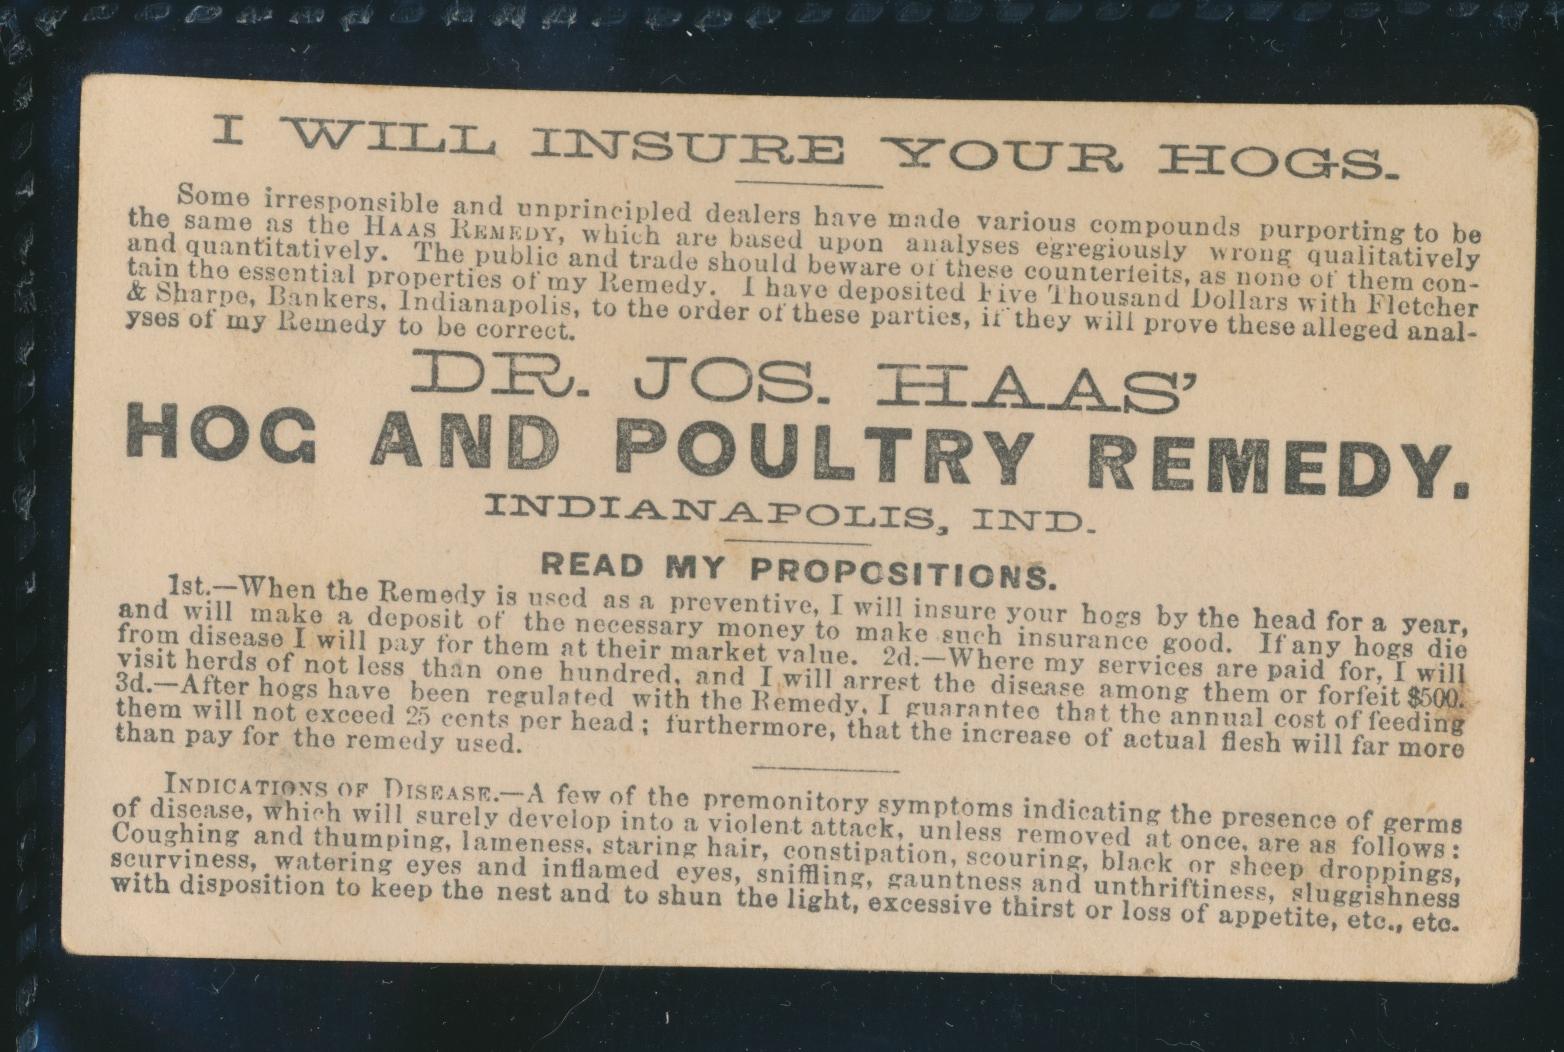 I WILL INSURE YOUR HOGS.
Some irresponsible and unprincipled dealers have made various compounds purporting to be
the same as the HAAS REMEDY, which are based upon analyses egregiously wrong qualitatively
and quantitatively. The public and trade should beware of these counterfeits, as none of them con-
tain the essential properties of my Remedy. I have deposited Five Thousand Dollars with Fletcher
& Sharpe, Bankers, Indianapolis, to the order of these parties, if they will prove these alleged anal-
yses of my Remedy to be correct.
DR. JOS. HAAS'
HOG AND POULTRY REMEDY.
INDIANAPOLIS, IND.
READ MY PROPOSITIONS.
1st.—When the Remedy is used as a preventive, I will insure your hogs by the head for a year,
and will make a deposit of the necessary money to make such insurance good. If any hogs die
from disease I will pay for them at their market value. 2d.—Where my services are paid for, I will
visit herds of not less than one hundred, and I will arrest the disease among them or forfeit $500.
3d.—After hogs have been regulated with the Remedy, I guarantee that the annual cost of feeding
them will not exceed 25 cents per head; furthermore, that the increase of actual flesh will far more
than pay for the remedy used.
INDICATIONS OF DISEASE.—A few of the premonitory symptoms indicating the presence of germs
of disease, which will surely develop into a violent attack, unless removed at once, are as follows:
Coughing and thumping, lameness, staring hair, constipation, scouring, black or sheep droppings,
scurviness, watering eyes and inflamed eyes, sniffling, gauntness and unthriftiness, sluggishness
with disposition to keep the nest and to shun the light, excessive thirst or loss of appetite, etc., etc.